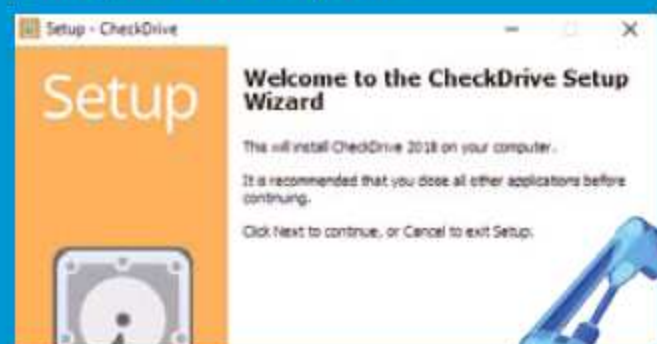 Setup - CheckDrive
Setup
Welcome to the CheckDrive Setup
Wizard
This will install CheckDrive 2018 on your computer.
It is recommended that you close all other applications before
continuing.
Click Next to continue, or Cancel to exit Setup.